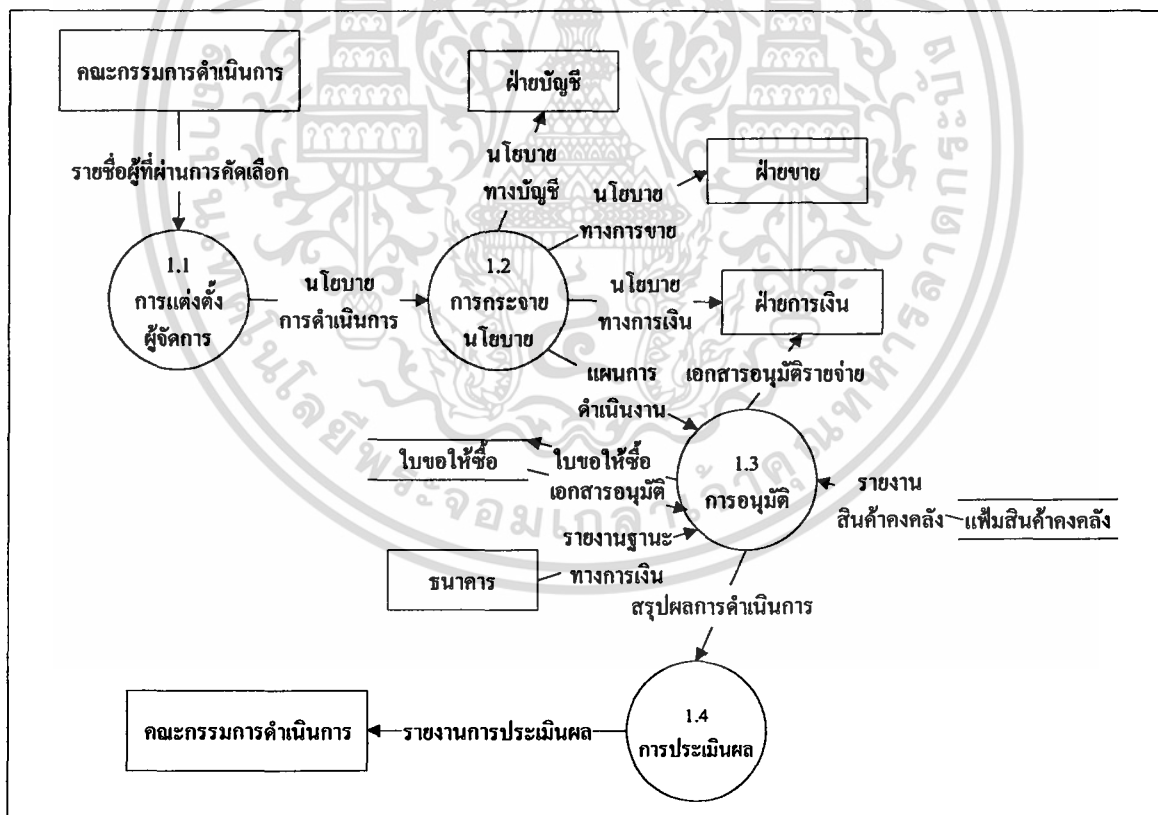 คณะกรรมการดำเนินการ
ฝ่ายบัญชี
รายชื่อผู้ที่ผ่านการคัดเลือก
นโยบาย
ทางบัญชี
นโยบาย
ทางการขาย
ฝ่ายขาย
1.1
การแต่งตั้ง
ผู้จัดการ
นโยบาย
การดำเนินการ
1.2
การกระจาย
นโยบาย
นโยบาย
ทางการเงิน
ฝ่ายการเงิน
แผนการ
ดำเนินงาน
เอกสารอนุมัติรายจ่าย
ใบขอให้ซื้อ
ใบขอให้ซื้อ
เอกสารอนุมัติ
1.3
การอนุมัติ
รายงาน
สินค้าคงคลัง
แฟ้มสินค้าคงคลัง
รายงานฐานะ
ทางการเงิน
ธนาคาร
สรุปผลการดำเนินการ
1.4
การประเมินผล
รายงานการประเมินผล
คณะกรรมการดำเนินการ